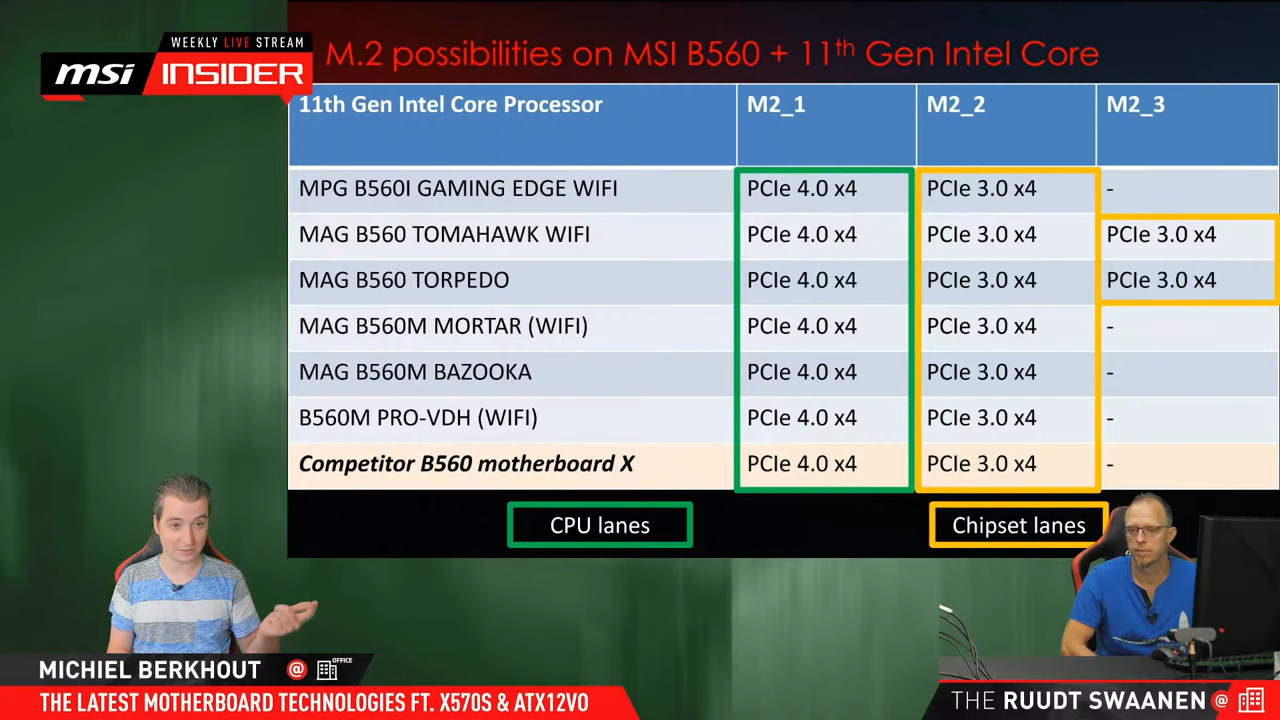 WEEKLY LIVE STREAM
msi INSIDER
M.2 possibilities on MSI B560 + 11th Gen Intel Core
11th Gen Intel Core Processor M2_1 M2_2 M2_3
MPG B560I GAMING EDGE WIFI PCIe 4.0 x4 PCIe 3.0 x4 -
MAG B560 TOMAHAWK WIFI PCIe 4.0 x4 PCIe 3.0 x4 PCIe 3.0 x4
MAG B560 TORPEDO PCIe 4.0 x4 PCIe 3.0 x4 PCIe 3.0 x4
MAG B560M MORTAR (WIFI) PCIe 4.0 x4 PCIe 3.0 x4 -
MAG B560M BAZOOKA PCIe 4.0 x4 PCIe 3.0 x4 -
B560M PRO-VDH (WIFI) PCIe 4.0 x4 PCIe 3.0 x4 -
Competitor B560 motherboard X PCIe 4.0 x4 PCIe 3.0 x4 -
CPU lanes Chipset lanes
MICHIEL BERKHOUT @ OFFICE
THE LATEST MOTHERBOARD TECHNOLOGIES FT. X570S & ATX12VO
THE RUUDT SWAANEN @